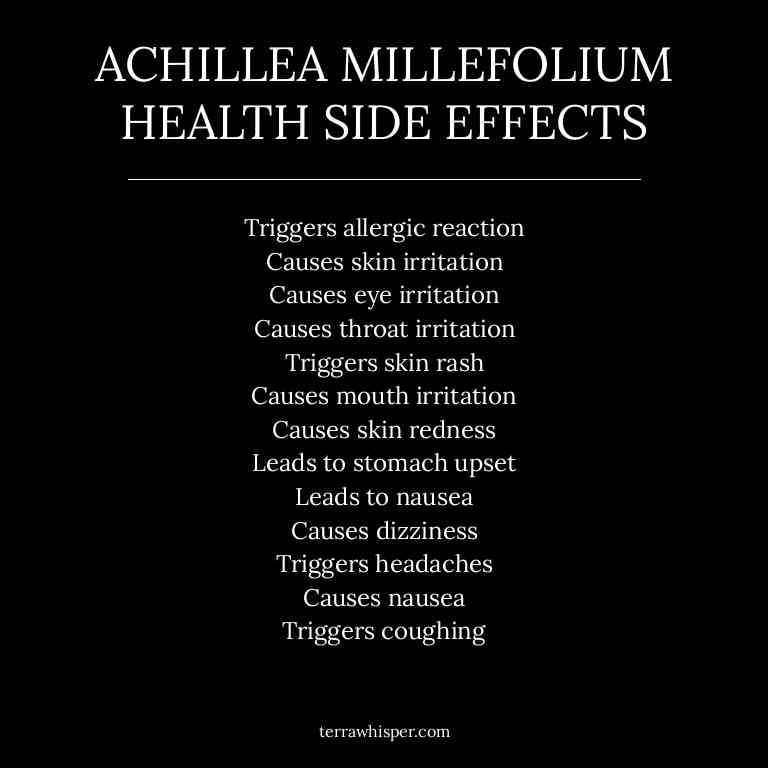 ACHILLEA MILLEFOLIUM
HEALTH SIDE EFFECTS
Triggers allergic reaction
Causes skin irritation
Causes eye irritation
Causes throat irritation
Triggers skin rash
Causes mouth irritation
Causes skin redness
Leads to stomach upset
Leads to nausea
Causes dizziness
Triggers headaches
Causes nausea
Triggers coughing
terrawhisper.com